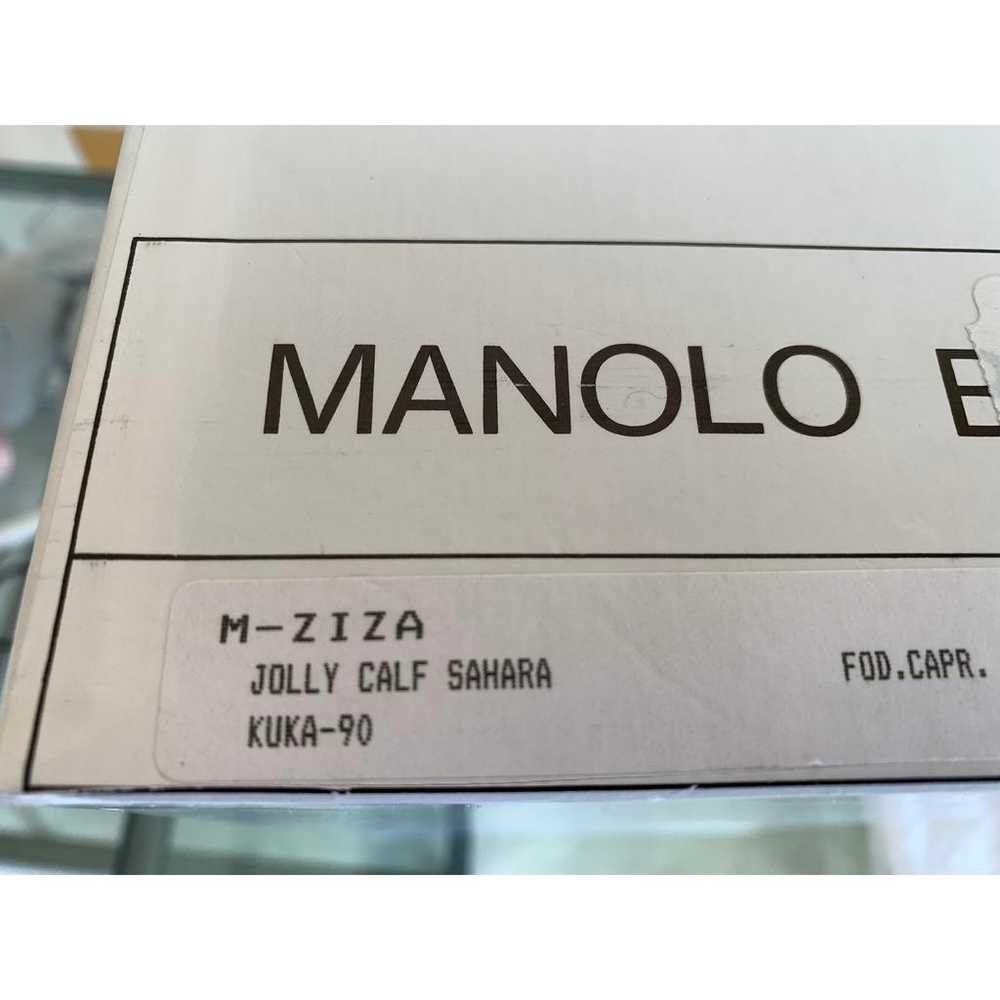 MANOLO B
M-ZIZA
JOLLY CALF SAHARA
FOD.CAPR.
KUKA-90